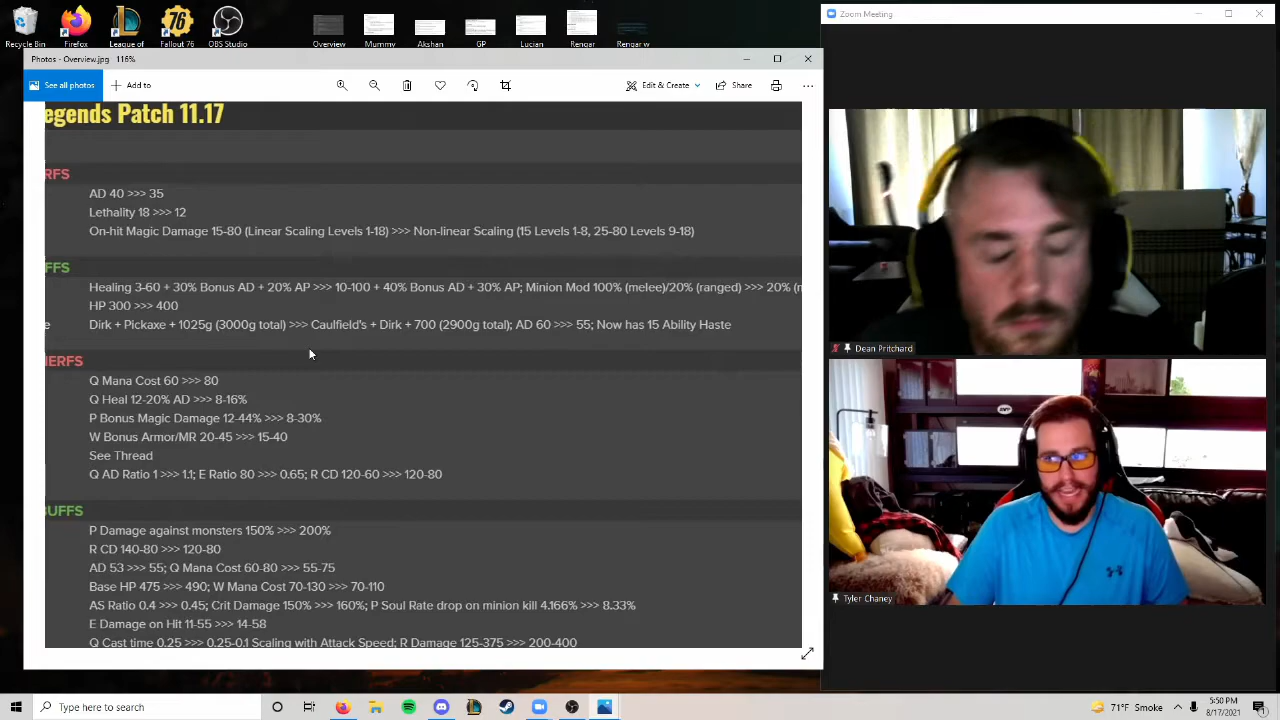 Recycle Bin
Firefox
League of
Fallout 76
OBS Studio
Overview
Mummy
Akshan
GP
Lucian
Rengar
Rengar w
Zoom Meeting
Photos - Overview.jpg 116%
See all photos
Add to
Edit & Create
Share
egends Patch 11.17
RFS
AD 40 >>> 35
Lethality 18 >>> 12
On-hit Magic Damage 15-80 (Linear Scaling Levels 1-18) >>> Non-linear Scaling (15 Levels 1-8, 25-80 Levels 9-18)
FFS
Healing 3-60 + 30% Bonus AD + 20% AP >>> 10-100 + 40% Bonus AD + 30% AP; Minion Mod 100% (melee)/20% (ranged) >>> 20% (m
HP 300 >>> 400
e Dirk + Pickaxe + 1025g (3000g total) >>> Caulfield's + Dirk + 700 (2900g total); AD 60 >>> 55; Now has 15 Ability Haste
NERFS
Q Mana Cost 60 >>> 80
Q Heal 12-20% AD >>> 8-16%
P Bonus Magic Damage 12-44% >>> 8-30%
W Bonus Armor/MR 20-45 >>> 15-40
See Thread
Q AD Ratio 1 >>> 1.1; E Ratio 80 >>> 0.65; R CD 120-60 >>> 120-80
BUFFS
P Damage against monsters 150% >>> 200%
R CD 140-80 >>> 120-80
AD 53 >>> 55; Q Mana Cost 60-80 >>> 55-75
Base HP 475 >>> 490; W Mana Cost 70-130 >>> 70-110
AS Ratio 0.4 >>> 0.45; Crit Damage 150% >>> 160%; P Soul Rate drop on minion kill 4.166% >>> 8.33%
E Damage on Hit 11-55 >>> 14-58
Q Cast time 0.25 >>> 0.25-0.1 Scaling with Attack Speed; R Damage 125-375 >>> 200-400
Dean Pritchard
Tyler Chaney
Type here to search
71°F Smoke
5:50 PM
8/17/2021